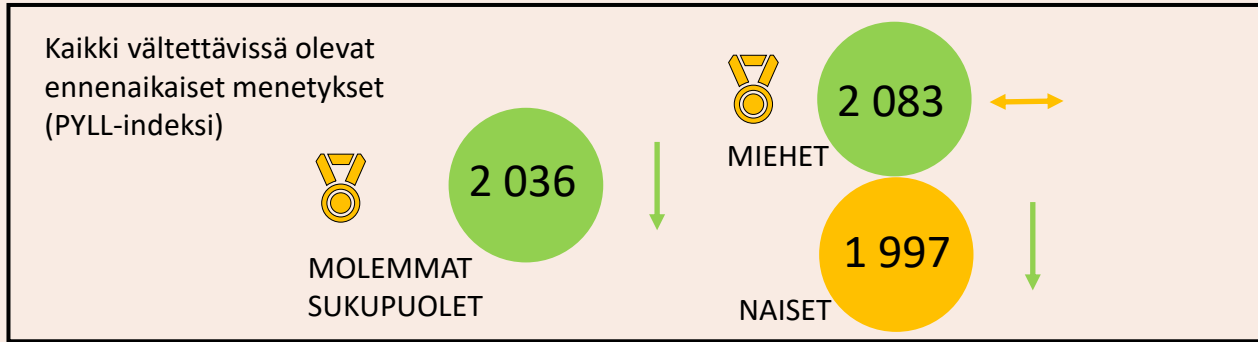 Kaikki vältettävissä olevat
ennenaikaiset menetykset
(PYLL-indeksi)
2 036
MOLEMMAT
SUKUPUOLET
2 083
MIEHET
1 997
NAISET